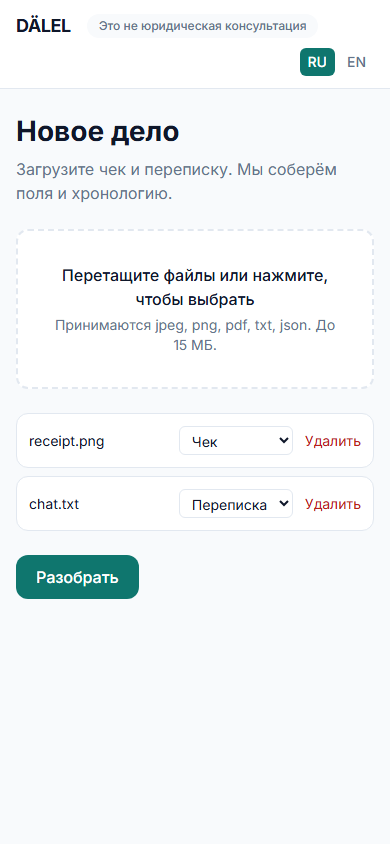 DÄLEL Это не юридическая консультация
RU EN
Новое дело
Загрузите чек и переписку. Мы соберём
поля и хронологию.
Перетащите файлы или нажмите,
чтобы выбрать
Принимаются jpeg, png, pdf, txt, json. До
15 МБ.
receipt.png Чек Удалить
chat.txt Переписка Удалить
Разобрать